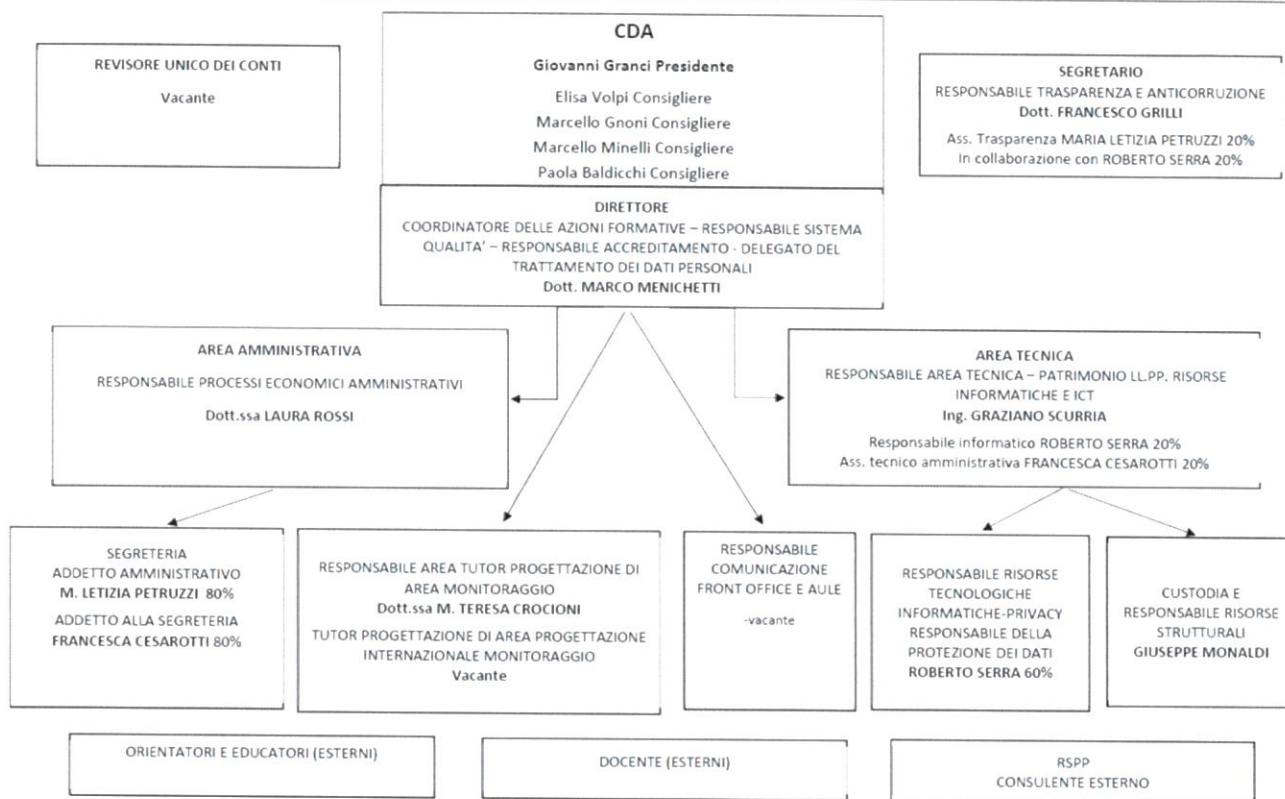 CDA
Giovanni Granci Presidente
Elisa Volpi Consigliere
Marcello Gnoni Consigliere
Marcello Minelli Consigliere
Paola Baldicchi Consigliere
REVISORE UNICO DEI CONTI
Vacante
SEGRETARIO
RESPONSABILE TRASPARENZA E ANTICORRUZIONE
Dott. FRANCESCO GRILLI
Ass. Trasparenza MARIA LETIZIA PETRUZZI 20%
In collaborazione con ROBERTO SERRA 20%
DIRETTORE
COORDINATORE DELLE AZIONI FORMATIVE – RESPONSABILE SISTEMA
QUALITA’ – RESPONSABILE ACCREDITAMENTO - DELEGATO DEL
TRATTAMENTO DEI DATI PERSONALI
Dott. MARCO MENICHETTI
AREA AMMINISTRATIVA
RESPONSABILE PROCESSI ECONOMICI AMMINISTRATIVI
Dott.ssa LAURA ROSSI
AREA TECNICA
RESPONSABILE AREA TECNICA – PATRIMONIO LL.PP. RISORSE
INFORMATICHE E ICT
Ing. GRAZIANO SCURRIA
Responsabile informatico ROBERTO SERRA 20%
Ass. tecnico amministrativa FRANCESCA CESAROTTI 20%
SEGRETERIA
ADDETTO AMMINISTRATIVO
M. LETIZIA PETRUZZI 80%
ADDETTO ALLA SEGRETERIA
FRANCESCA CESAROTTI 80%
RESPONSABILE AREA TUTOR PROGETTAZIONE DI
AREA MONITORAGGIO
Dott.ssa M. TERESA CROCIONI
TUTOR PROGETTAZIONE DI AREA PROGETTAZIONE
INTERNAZIONALE MONITORAGGIO
Vacante
RESPONSABILE
COMUNICAZIONE
FRONT OFFICE E AULE
-vacante
RESPONSABILE RISORSE
TECNOLOGICHE
INFORMATICHE-PRIVACY
RESPONSABILE DELLA
PROTEZIONE DEI DATI
ROBERTO SERRA 60%
CUSTODIA E
RESPONSABILE RISORSE
STRUTTURALI
GIUSEPPE MONALDI
ORIENTATORI E EDUCATORI (ESTERNI)
DOCENTE (ESTERNI)
RSPP
CONSULENTE ESTERNO